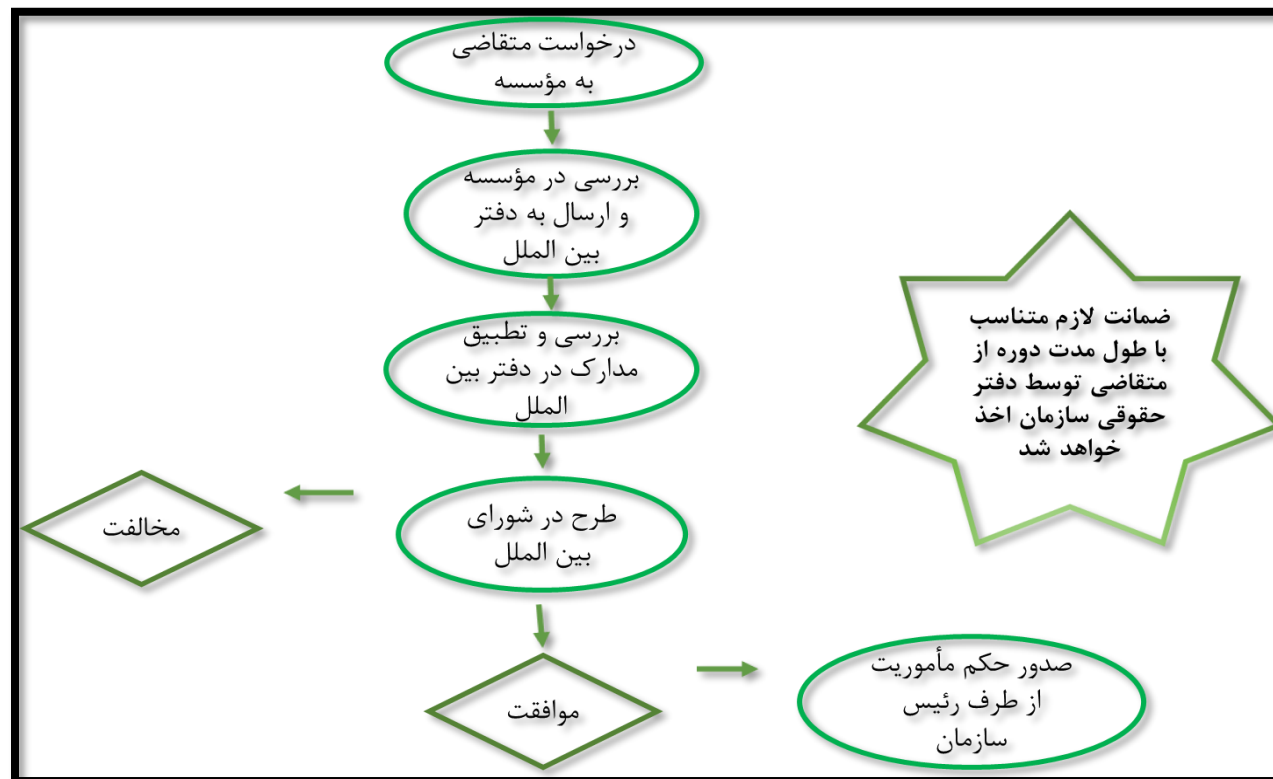 درخواست متقاضی
به مؤسسه
بررسی در مؤسسه
و ارسال به دفتر
بین الملل
بررسی و تطبیق
مدارک در دفتر بین
الملل
ضمانت لازم متناسب
با طول مدت دوره از
متقاضی توسط دفتر
حقوقی سازمان اخذ
خواهد شد
طرح در شورای
بین الملل
مخالفت
موافقت
صدور حکم مأموریت
از طرف رئیس
سازمان